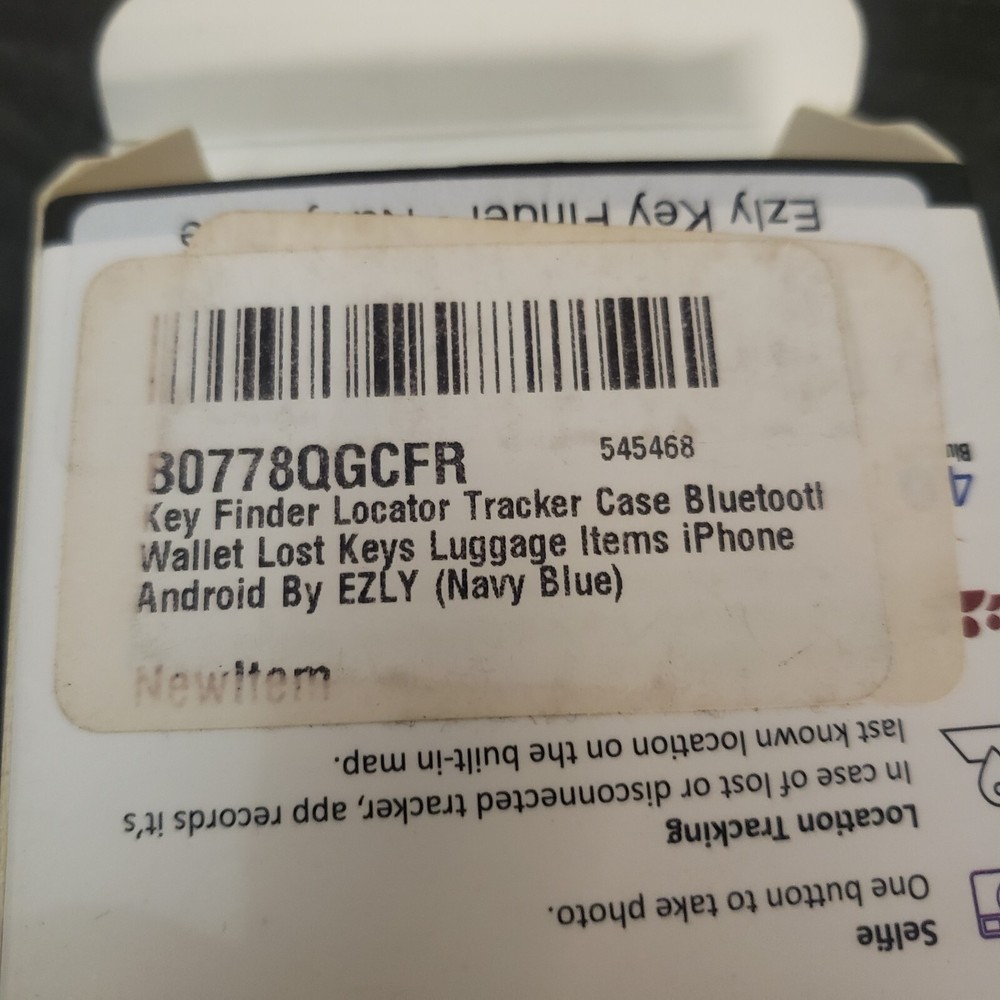 B0778QGCFR
545468
Key Finder Locator Tracker Case Bluetooth
Wallet Lost Keys Luggage Items iPhone
Android By EZLY (Navy Blue)
NewItem
Ezly Key Finder
last known location on the built-in map.
In case of lost or disconnected tracker, app records it's
Location Tracking
One button to take photo.
Selfie